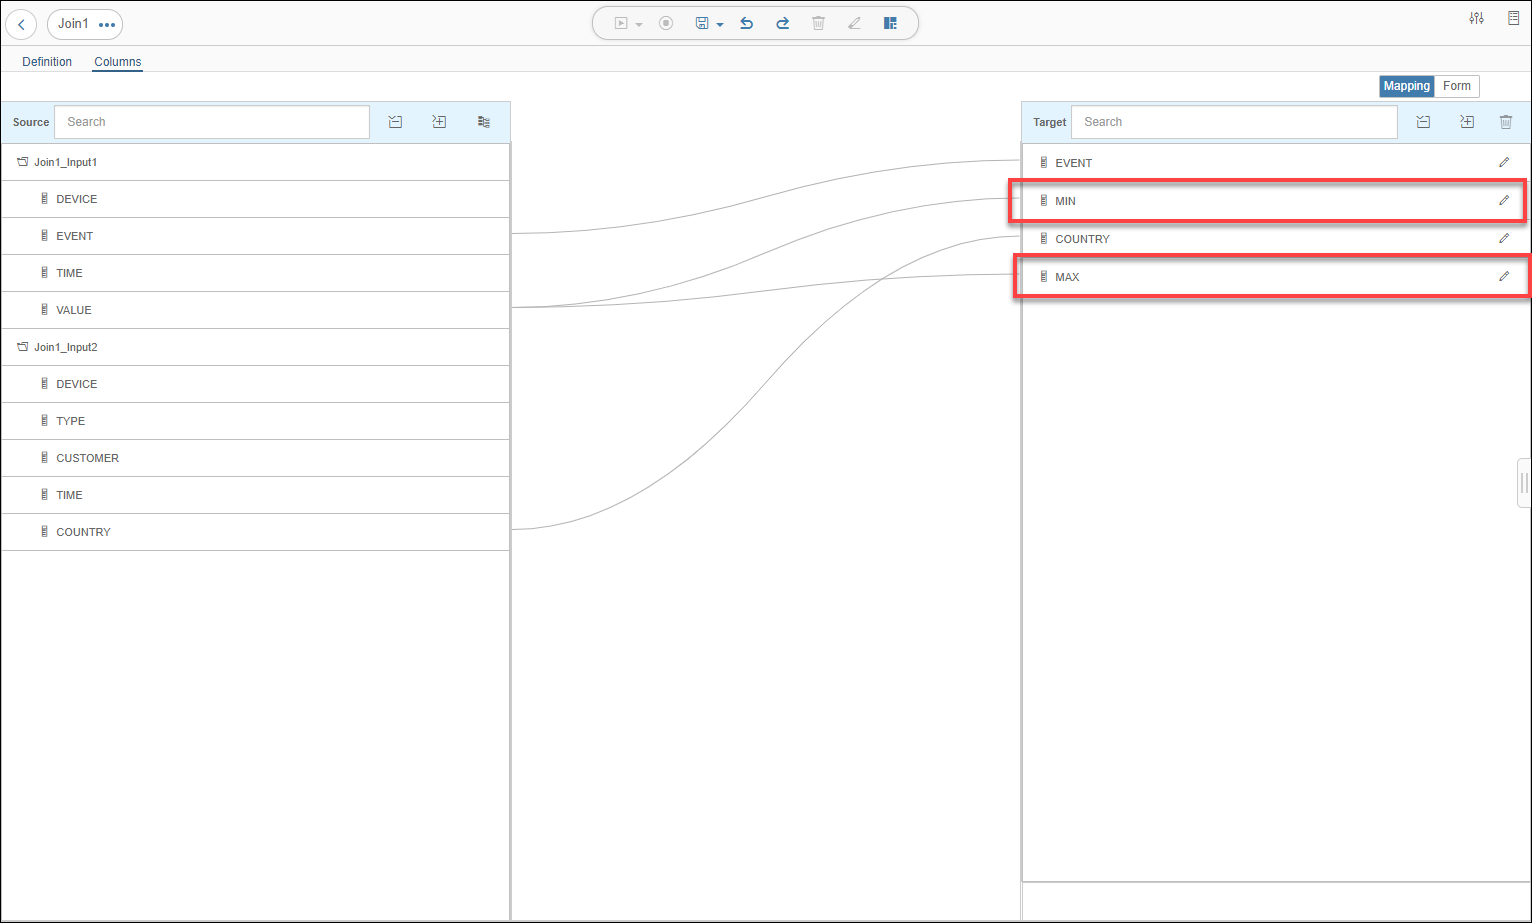 Join1
Definition Columns
Mapping Form
Source Search
Target Search
Join1_Input1
DEVICE
EVENT
TIME
VALUE
Join1_Input2
DEVICE
TYPE
CUSTOMER
TIME
COUNTRY
EVENT
MIN
COUNTRY
MAX